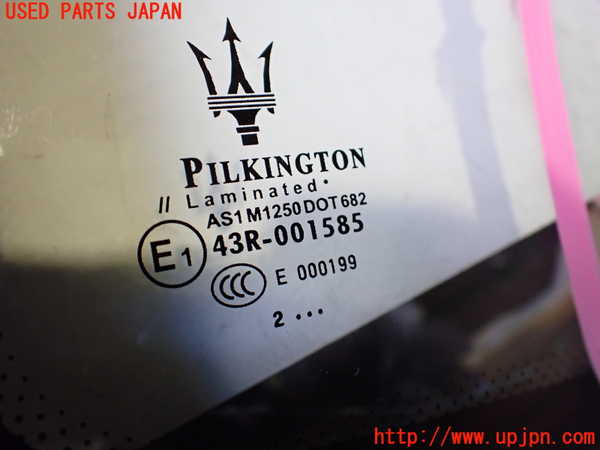 USED PARTS JAPAN
PILKINGTON
// Laminated
AS1 M1250 DOT 682
E1 43R-001585
CCC E 000199
2 ...
http://www.upjpn.com/